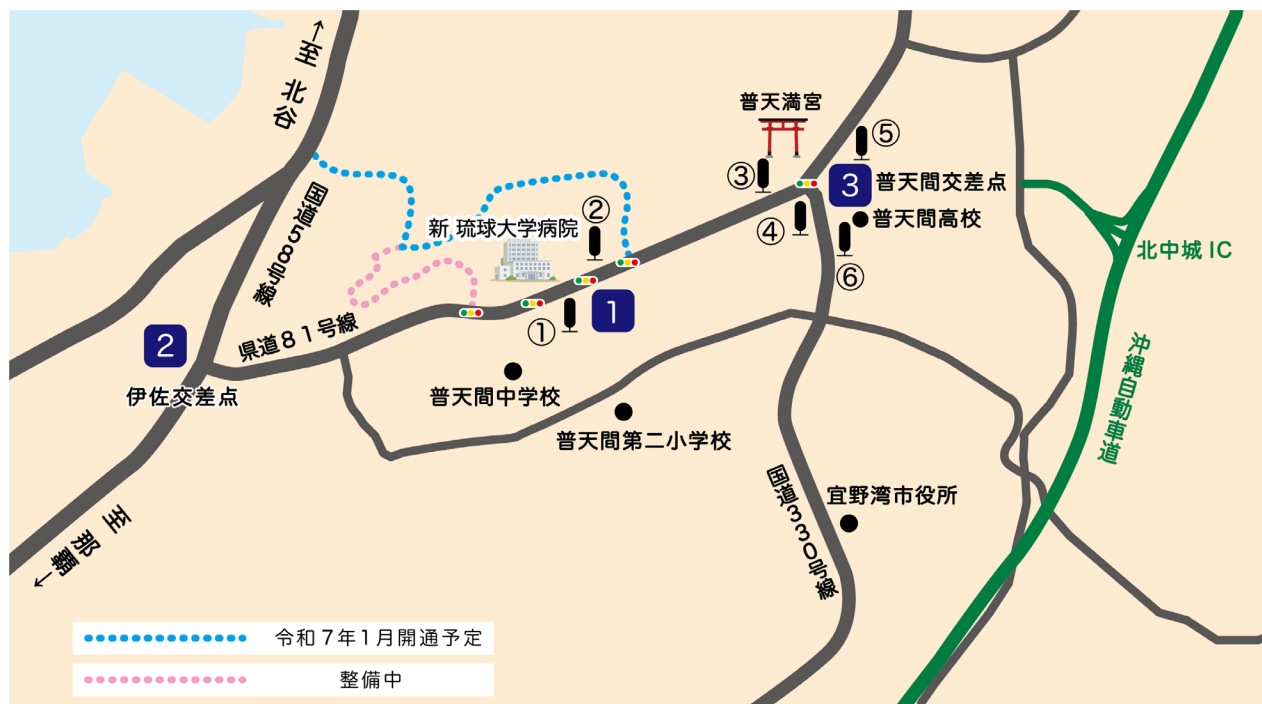 ←至 北谷
普天満宮
⑤
③
3
普天間交差点
国道58号線
新 琉球大学病院
②
④
普天間高校
北中城IC
⑥
県道81号線
1
①
2
伊佐交差点
沖縄自動車道
普天間中学校
普天間第二小学校
国道330号線
宜野湾市役所
至那覇→
令和7年1月開通予定
整備中